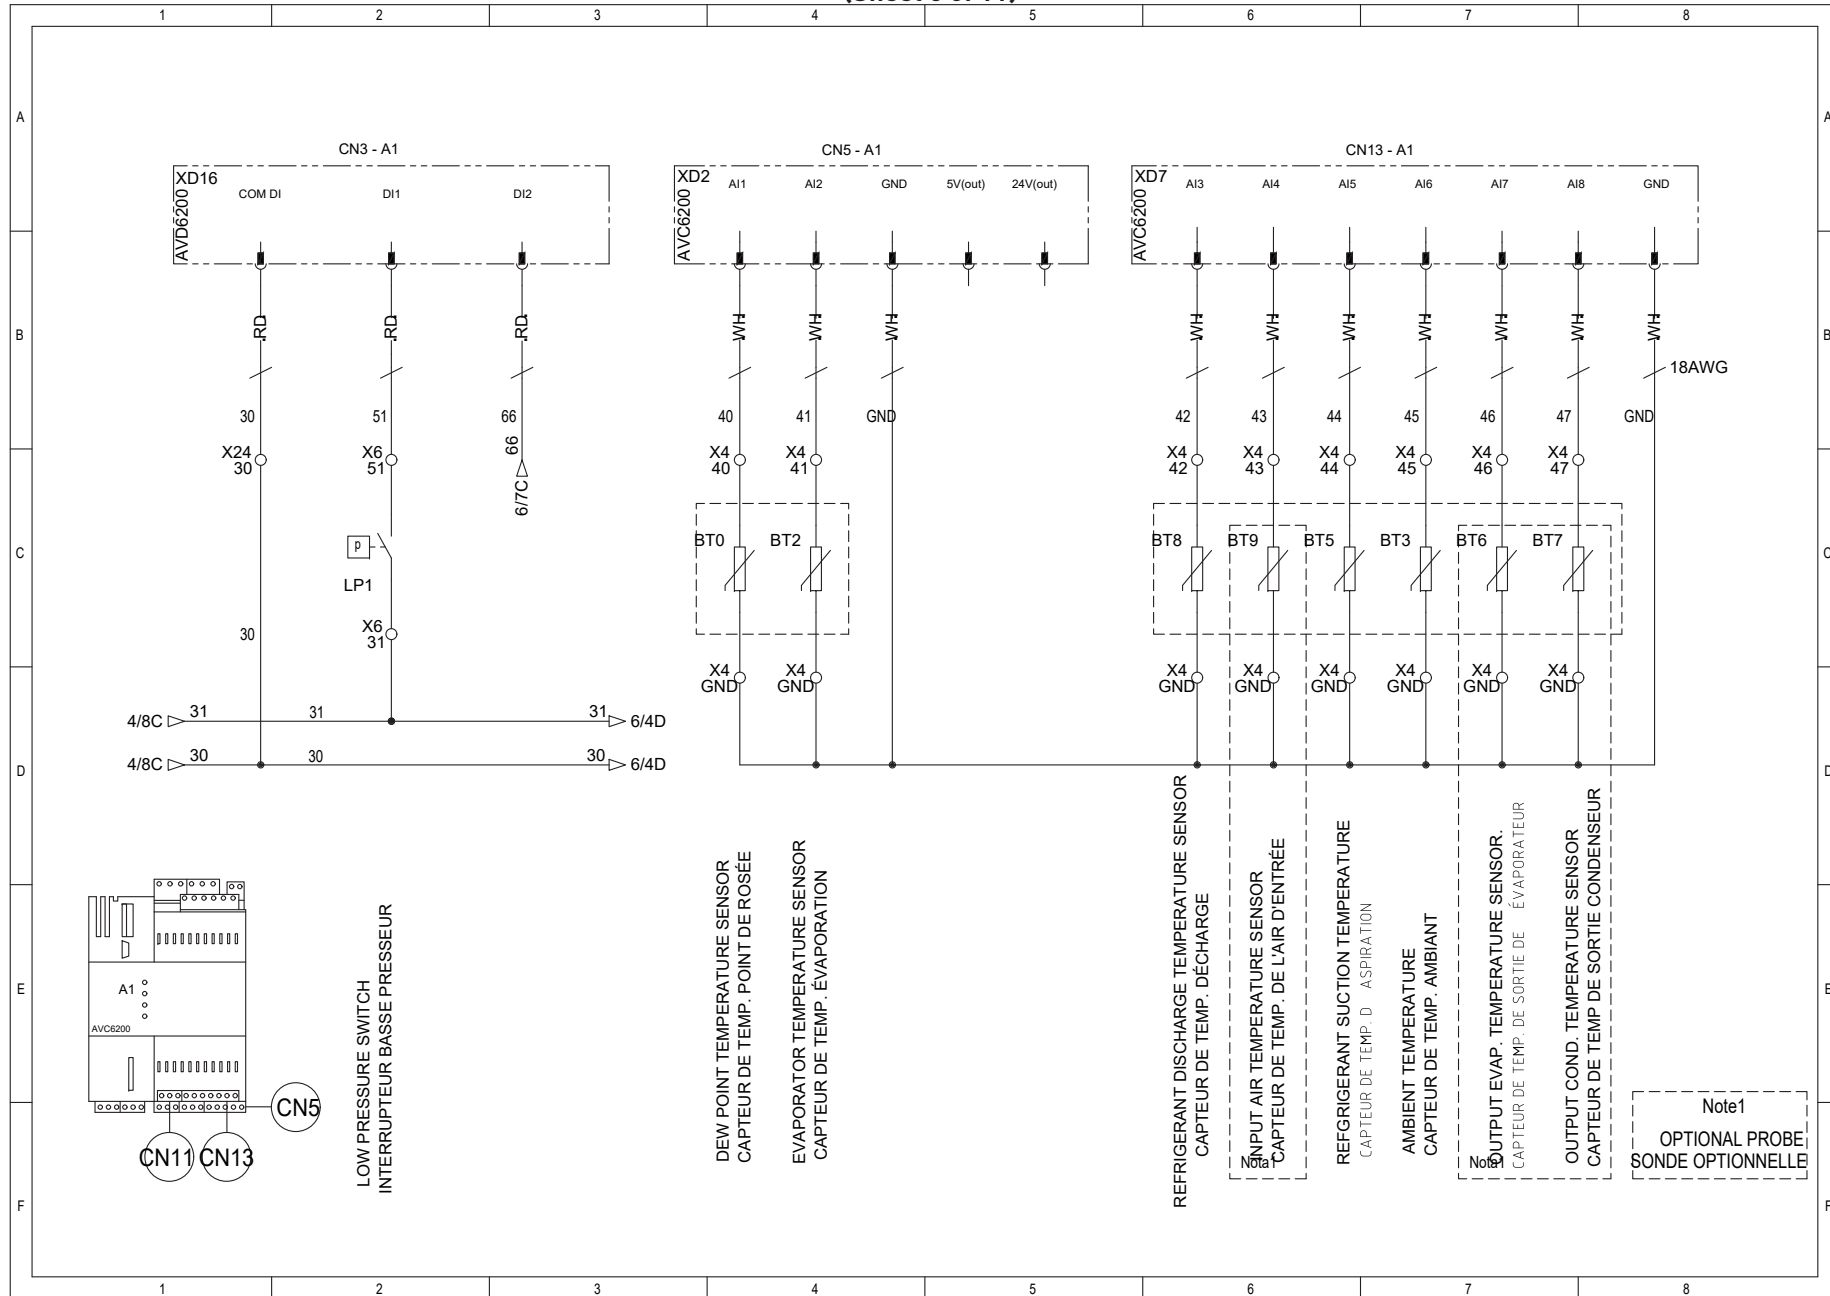 1 2 3 4 5 6 7 8
A A
CN3 - A1 CN5 - A1 CN13 - A1
XD16 COM DI DI1 DI2
AVD6200
XD2 AI1 AI2 GND 5V(out) 24V(out)
AVC6200
XD7 AI3 AI4 AI5 AI6 AI7 AI8 GND
AVC6200
B B
.RD. .RD. .RD. .WH. .WH. .WH. .WH. .WH. .WH. .WH. .WH. .WH.
18AWG
30 51 66 40 41 GND 42 43 44 45 46 47 GND
X24 X6 66 X4 X4 X4 X4 X4 X4 X4 X4
30 51 40 41 42 43 44 45 46 47
6/7C
C C
P
LP1
BT0 BT2 BT8 BT9 BT5 BT3 BT6 BT7
30 X6
31
X4 X4 X4 X4 X4 X4 X4 X4
GND GND GND GND GND GND GND GND
4/8C 31 31 31 6/4D
4/8C 30 30 30 6/4D
D D
LOW PRESSURE SWITCH
INTERRUPTEUR BASSE PRESSEUR
DEW POINT TEMPERATURE SENSOR
CAPTEUR DE TEMP. POINT DE ROSÉE
EVAPORATOR TEMPERATURE SENSOR
CAPTEUR DE TEMP. ÉVAPORATION
REFRIGERANT DISCHARGE TEMPERATURE SENSOR
CAPTEUR DE TEMP. DÉCHARGE
INPUT AIR TEMPERATURE SENSOR
CAPTEUR DE TEMP. DE L'AIR D'ENTRÉE
Nota1
REFGRIGERANT SUCTION TEMPERATURE
CAPTEUR DE TEMP. D ASPIRATION
AMBIENT TEMPERATURE
CAPTEUR DE TEMP. AMBIANT
OUTPUT EVAP. TEMPERATURE SENSOR.
CAPTEUR DE TEMP. DE SORTIE DE ÉVAPORATEUR
Nota1
OUTPUT COND. TEMPERATURE SENSOR
CAPTEUR DE TEMP DE SORTIE CONDENSEUR
E E
A1
AVC6200
CN5
CN11 CN13
Note1
OPTIONAL PROBE
SONDE OPTIONNELLE
F F
1 2 3 4 5 6 7 8